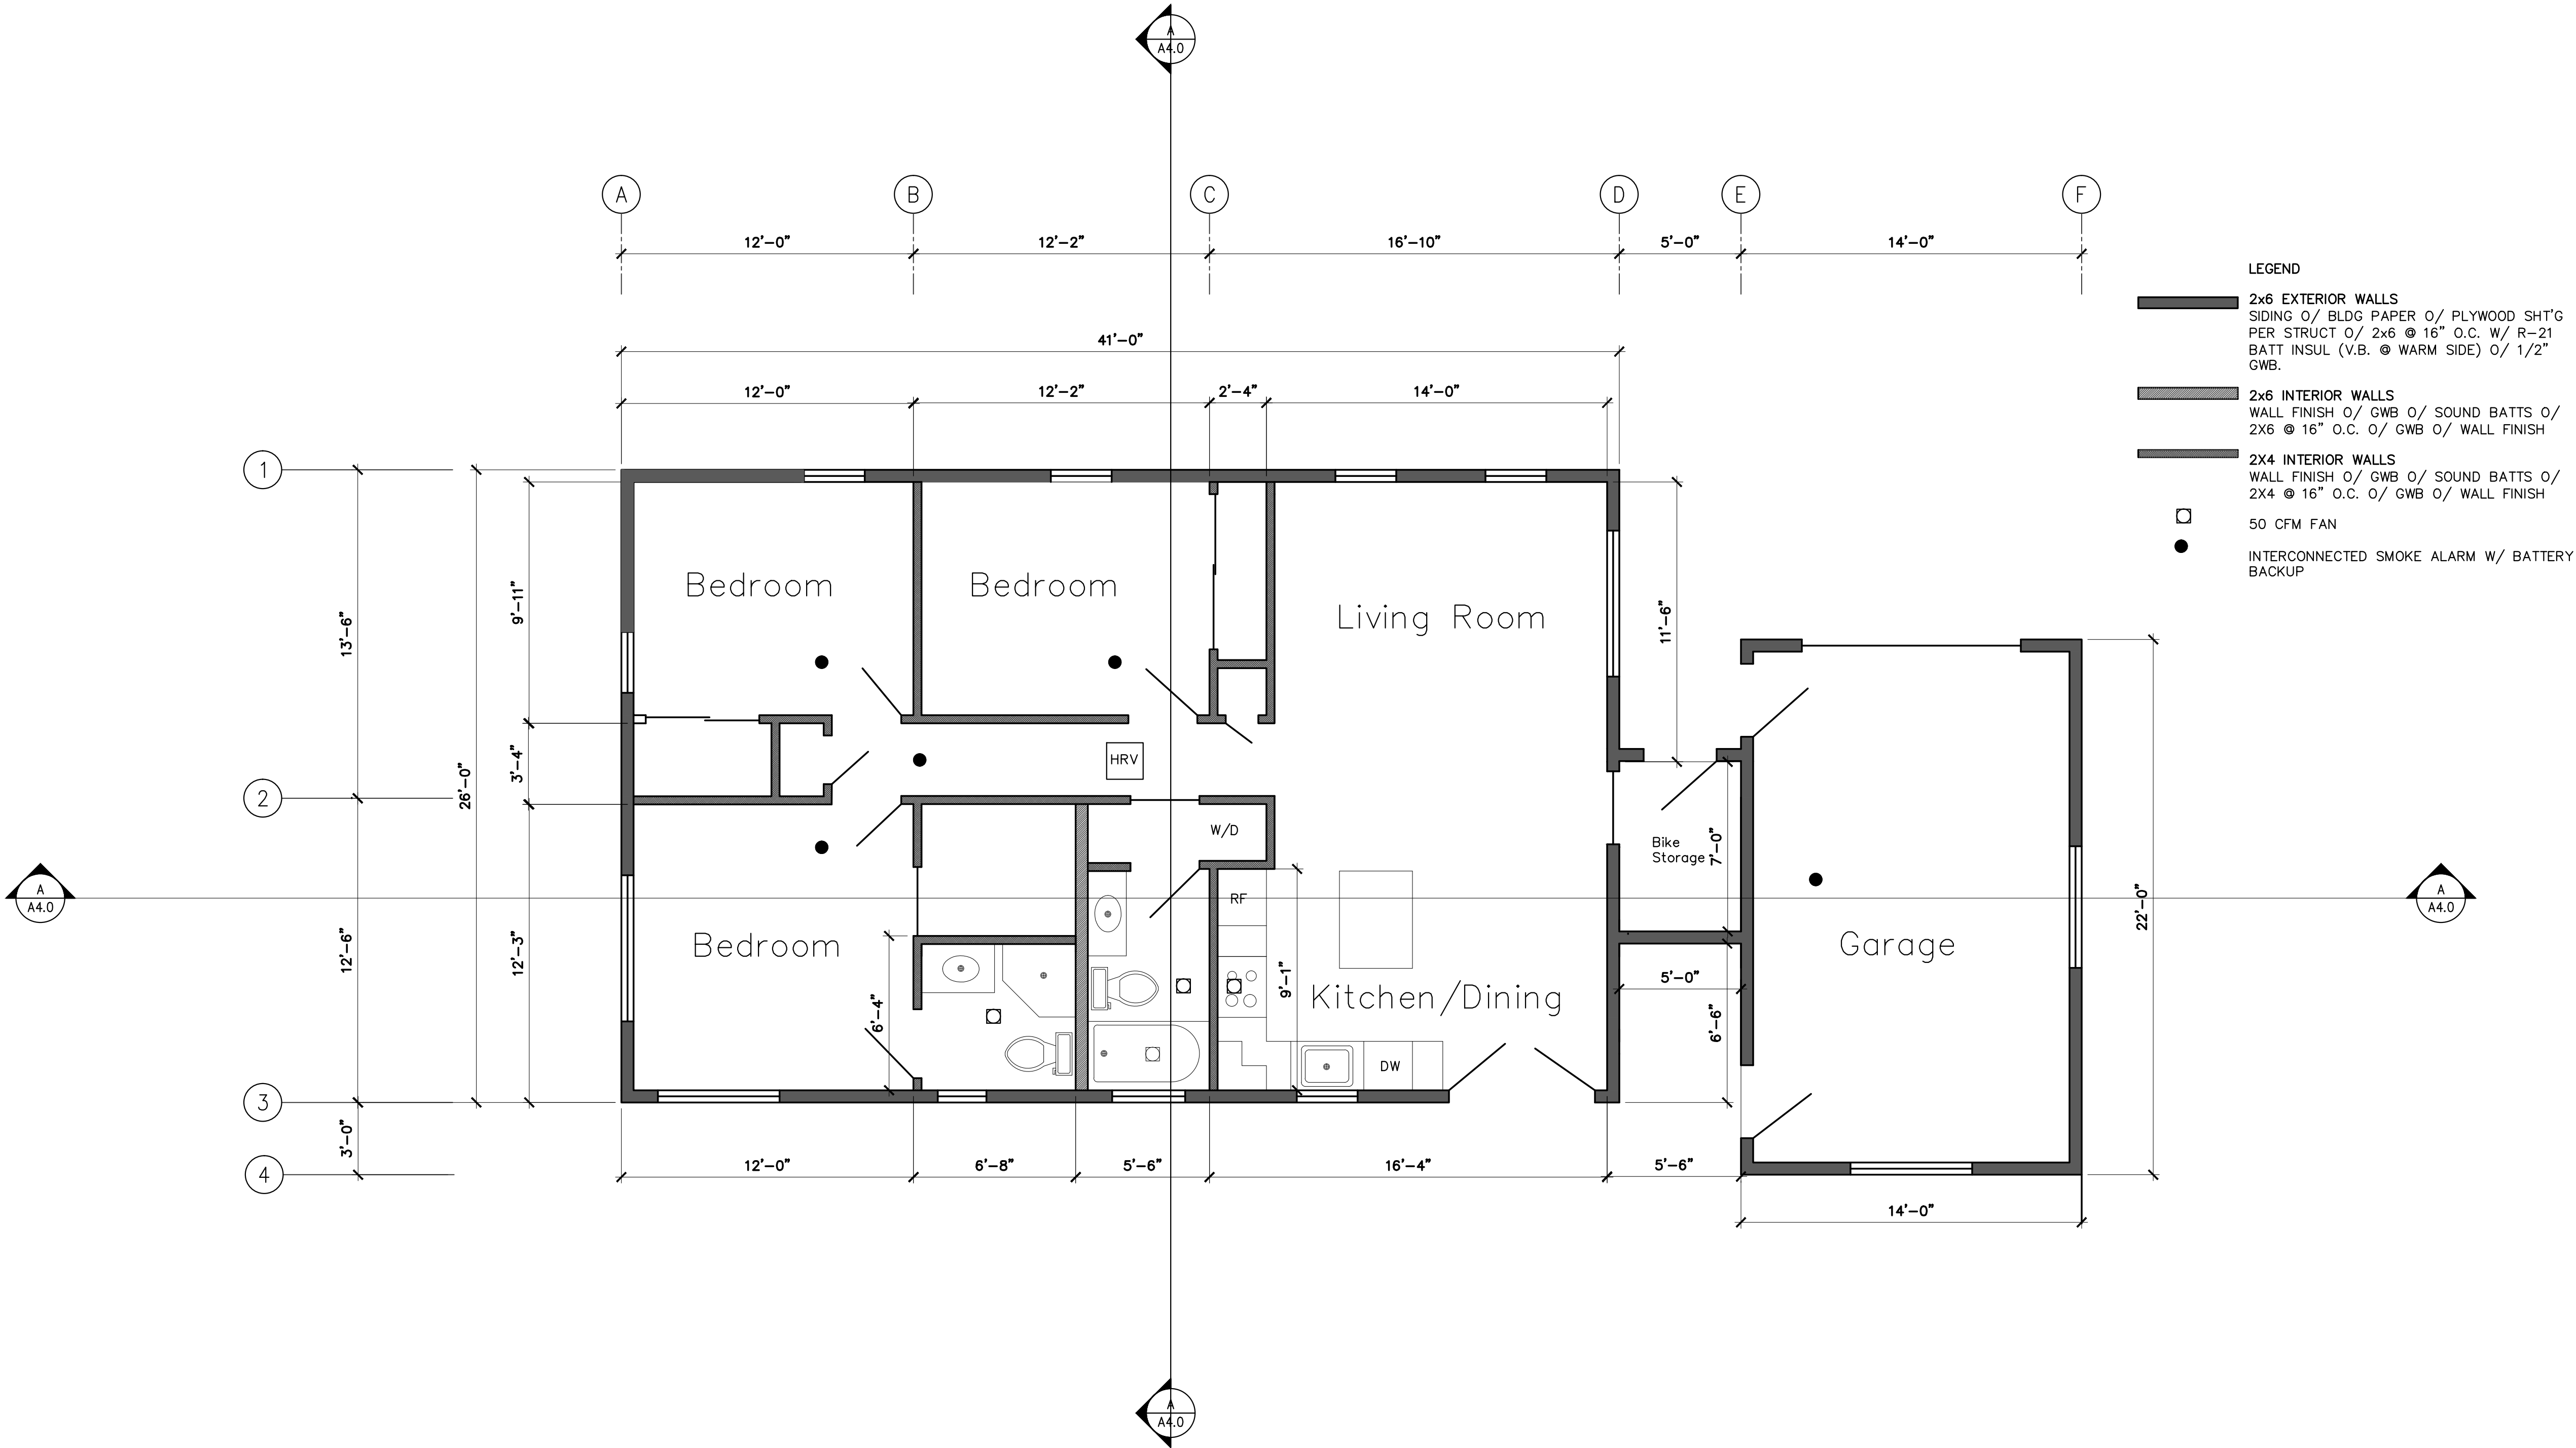 A
A4.0
A
B
C
D
E
F
12'-0"
12'-2"
16'-10"
5'-0"
14'-0"
41'-0"
12'-0"
12'-2"
2'-4"
14'-0"
LEGEND
2x6 EXTERIOR WALLS
SIDING O/ BLDG PAPER O/ PLYWOOD SHT'G
PER STRUCT O/ 2x6 @ 16" O.C. W/ R-21
BATT INSUL (V.B. @ WARM SIDE) O/ 1/2"
GWB.
2x6 INTERIOR WALLS
WALL FINISH O/ GWB O/ SOUND BATTS O/
2X6 @ 16" O.C. O/ GWB O/ WALL FINISH
2X4 INTERIOR WALLS
WALL FINISH O/ GWB O/ SOUND BATTS O/
2X4 @ 16" O.C. O/ GWB O/ WALL FINISH
50 CFM FAN
INTERCONNECTED SMOKE ALARM W/ BATTERY
BACKUP
1
2
3
4
13'-6"
12'-6"
3'-0"
26'-0"
9'-11"
3'-4"
12'-3"
Bedroom
Bedroom
Living Room
11'-6"
HRV
W/D
Bike
Storage
7'-0"
A
A4.0
RF
A
A4.0
22'-0"
Bedroom
6'-4"
9'-1"
Kitchen/Dining
Garage
5'-0"
6'-6"
DW
12'-0"
6'-8"
5'-6"
16'-4"
5'-6"
14'-0"
A
A4.0